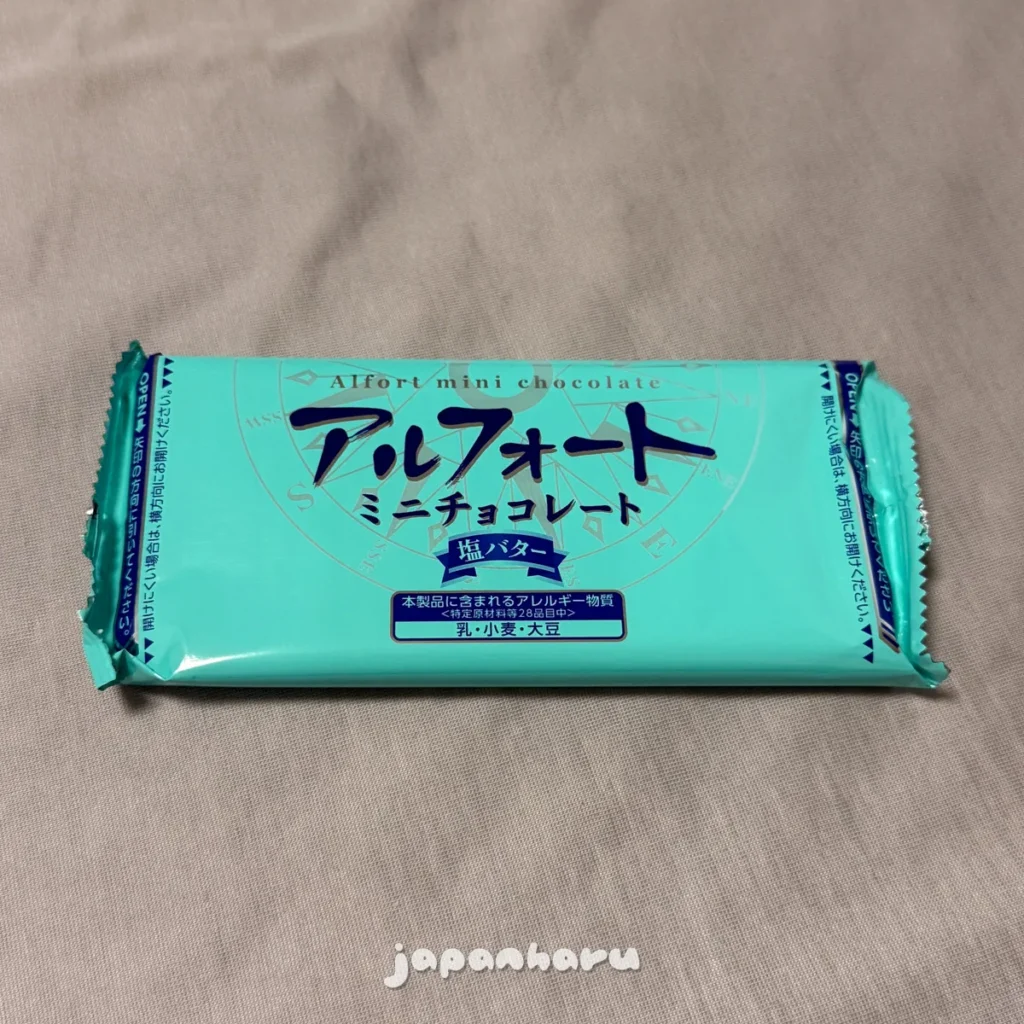 Alfort mini chocolate
アルフォート
ミニチョコレート
塩バター
本製品に含まれるアレルギー物質
<特定原材料等28品目中>
乳・小麦・大豆
OPEN
開けにくい場合は、横方向にお開けください。
OPEN
開けにくい場合は、横方向にお開けください。
S
E
japanharu